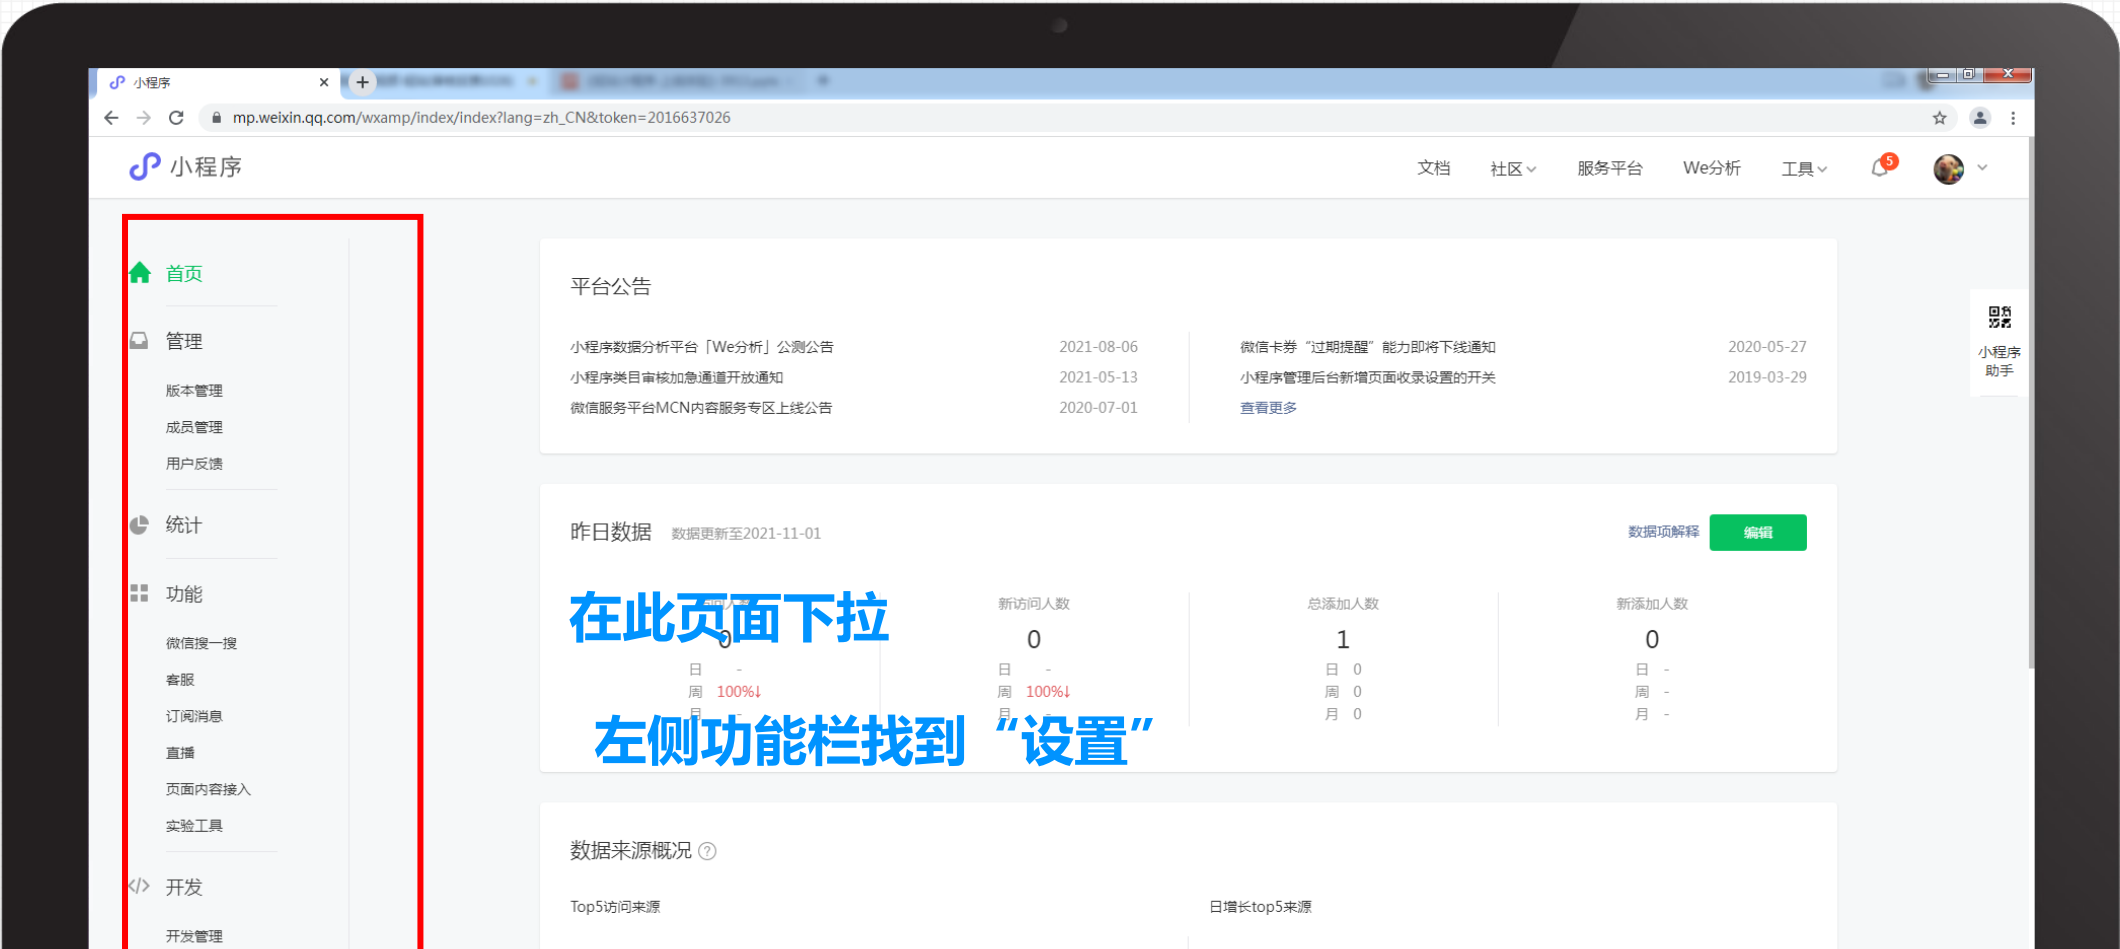 小程序
mp.weixin.qq.com/wxamp/index/index?lang=zh_CN&token=2016637026
小程序
文档 社区 服务平台 We分析 工具 5
首页
管理
版本管理
成员管理
用户反馈
统计
功能
微信搜一搜
客服
订阅消息
直播
页面内容接入
实验工具
开发
开发管理
平台公告
小程序数据分析平台「We分析」公测公告 2021-08-06
小程序类目审核加急通道开放通知 2021-05-13
微信服务平台MCN内容服务专区上线公告 2020-07-01
微信卡券“过期提醒”能力即将下线通知 2020-05-27
小程序管理后台新增页面收录设置的开关 2019-03-29
查看更多
小程序
助手
昨日数据 数据更新至2021-11-01
数据项解释 编辑
在此页面下拉
0
日 -
周 100%↓
月 -
新访问人数
0
日 -
周 100%↓
月 -
总添加人数
1
日 0
周 0
月 0
新添加人数
0
日 -
周 -
月 -
左侧功能栏找到“设置”
数据来源概况 ?
Top5访问来源
日增长top5来源